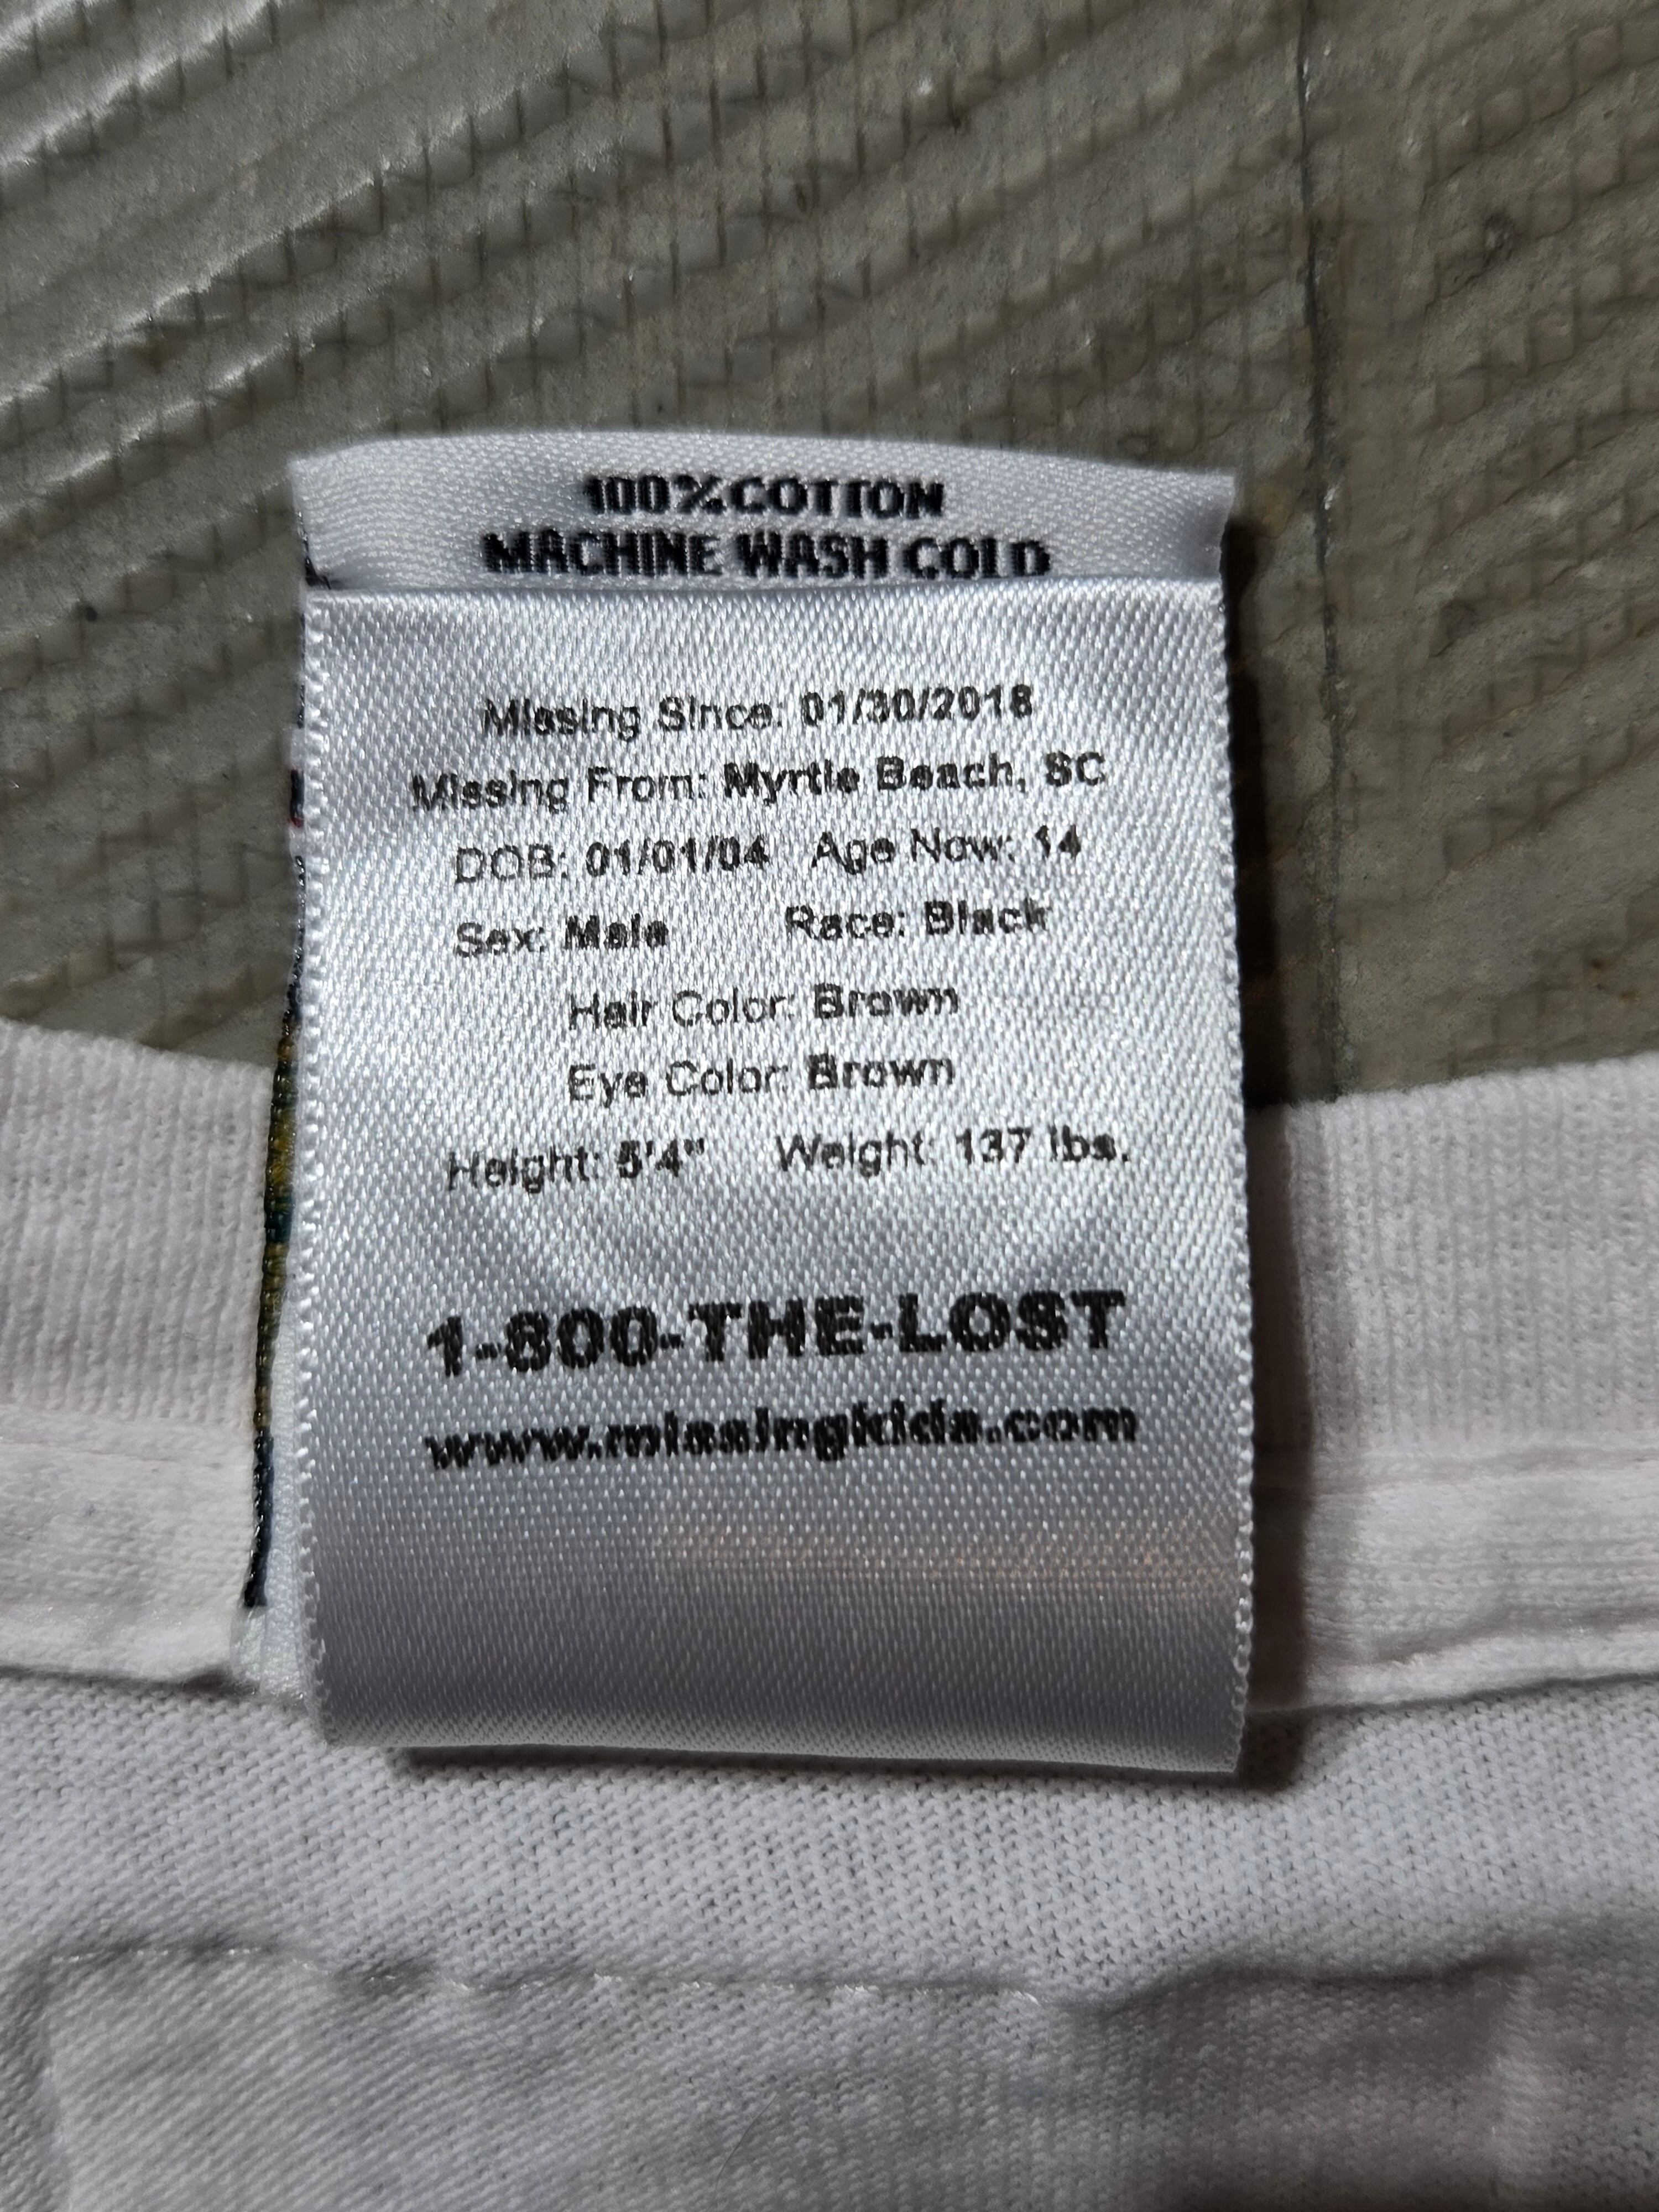 100%COTTON
MACHINE WASH COLD
Missing Since: 01/30/2018
Missing From: Myrtle Beach, SC
DOB: 01/01/04 Age Now: 14
Sex: Male Race: Black
Hair Color: Brown
Eye Color: Brown
Height: 5'4" Weight: 137 lbs.
1-800-THE-LOST
www.missingkids.com